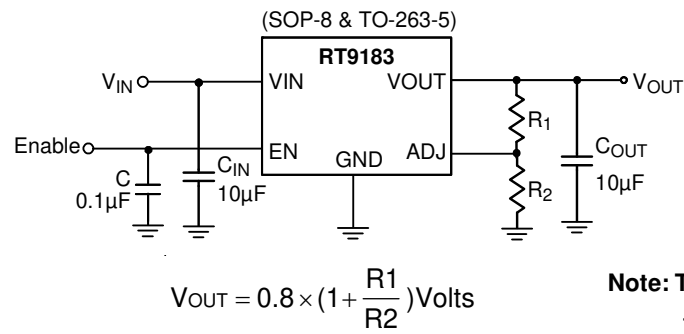 (SOP-8 & TO-263-5)
RT9183
VIN
VIN
VOUT
VOUT
Enable
EN
GND
ADJ
R1
R2
C
0.1μF
CIN
10μF
COUT
10μF
VOUT = 0.8 × (1+ R1/R2 )Volts
Note: T